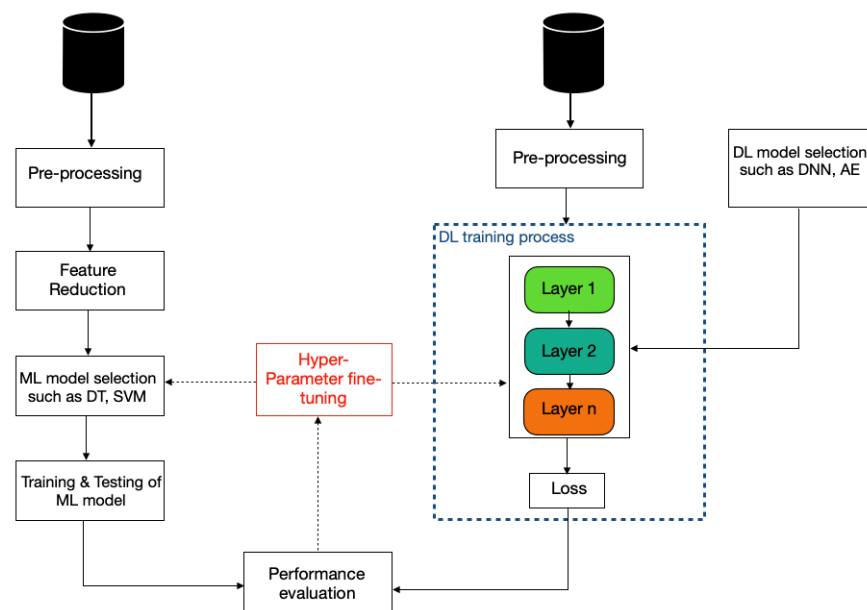 Pre-processing
Feature
Reduction
ML model selection
such as DT, SVM
Training & Testing of
ML model
Hyper-
Parameter fine-
tuning
Performance
evaluation
Pre-processing
DL model selection
such as DNN, AE
DL training process
Layer 1
Layer 2
Layer n
Loss